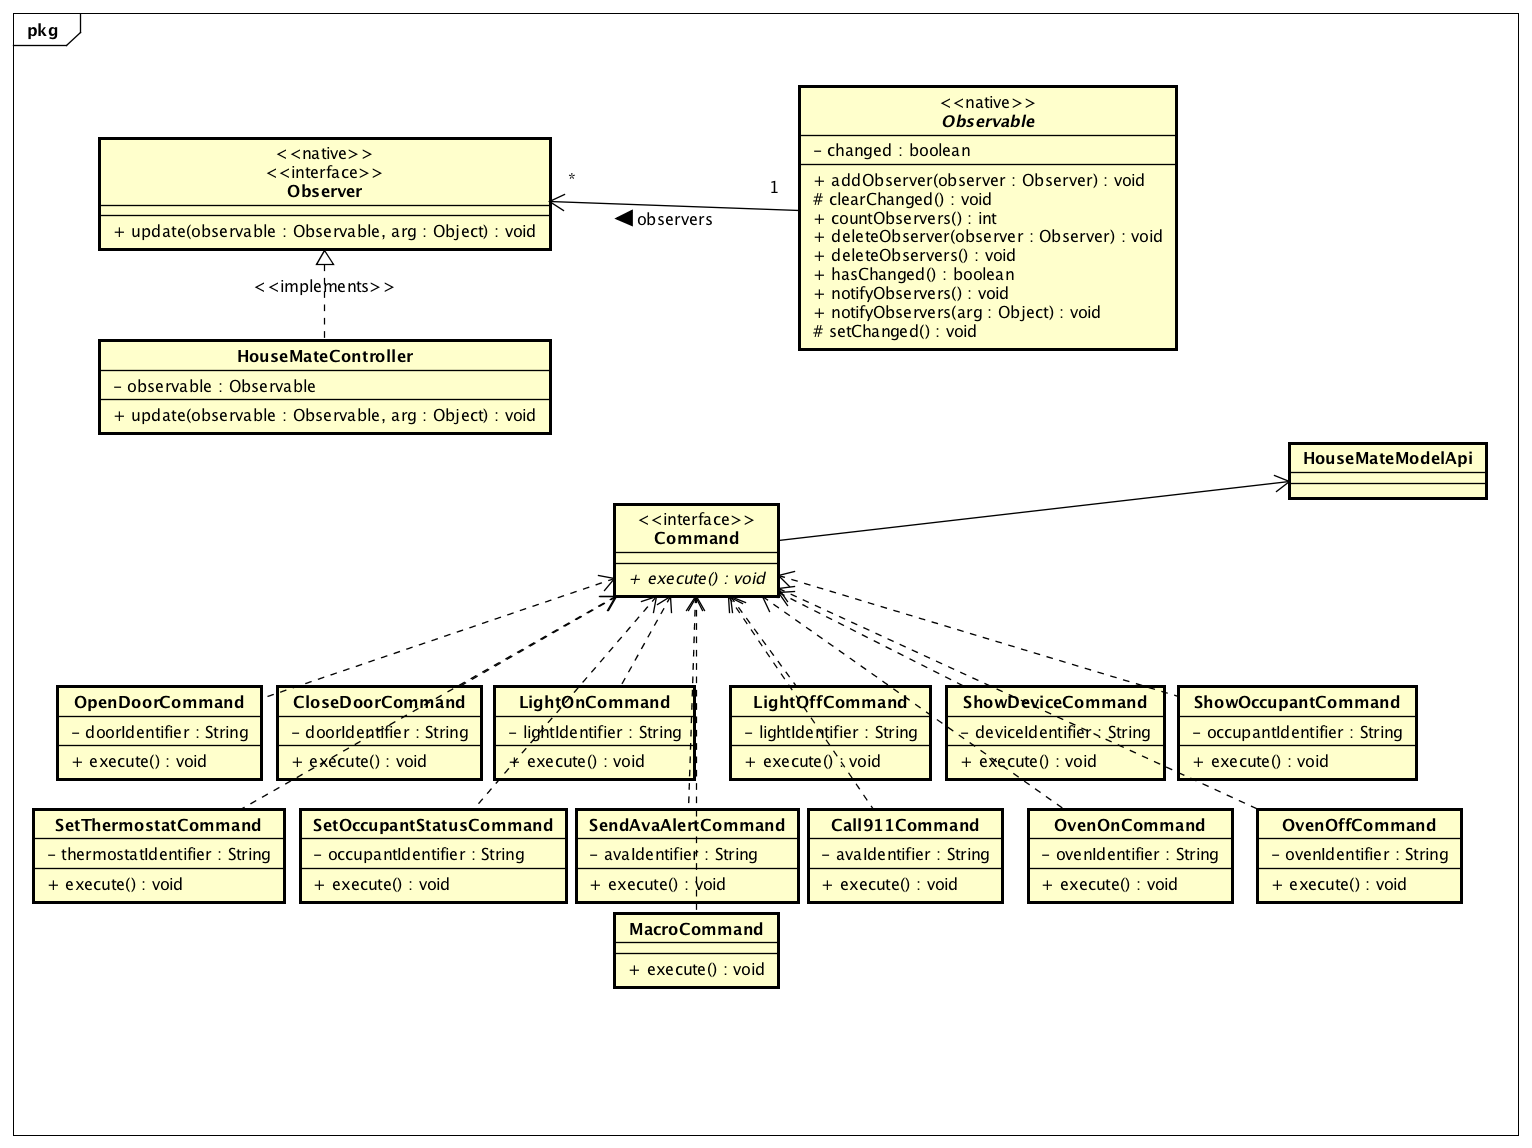 pkg
<<native>>
<<interface>>
Observer
+ update(observable : Observable, arg : Object) : void
*
1
observers
<<native>>
Observable
- changed : boolean
+ addObserver(observer : Observer) : void
# clearChanged() : void
+ countObservers() : int
+ deleteObserver(observer : Observer) : void
+ deleteObservers() : void
+ hasChanged() : boolean
+ notifyObservers() : void
+ notifyObservers(arg : Object) : void
# setChanged() : void
<<implements>>
HouseMateController
- observable : Observable
+ update(observable : Observable, arg : Object) : void
HouseMateModelApi
<<interface>>
Command
+ execute() : void
OpenDoorCommand
- doorIdentifier : String
+ execute() : void
CloseDoorCommand
- doorIdentifier : String
+ execute() : void
LightOnCommand
- lightIdentifier : String
+ execute() : void
LightOffCommand
- lightIdentifier : String
+ execute() : void
ShowDeviceCommand
- deviceIdentifier : String
+ execute() : void
ShowOccupantCommand
- occupantIdentifier : String
+ execute() : void
SetThermostatCommand
- thermostatIdentifier : String
+ execute() : void
SetOccupantStatusCommand
- occupantIdentifier : String
+ execute() : void
SendAvaAlertCommand
- avaIdentifier : String
+ execute() : void
Call911Command
- avaIdentifier : String
+ execute() : void
OvenOnCommand
- ovenIdentifier : String
+ execute() : void
OvenOffCommand
- ovenIdentifier : String
+ execute() : void
MacroCommand
+ execute() : void